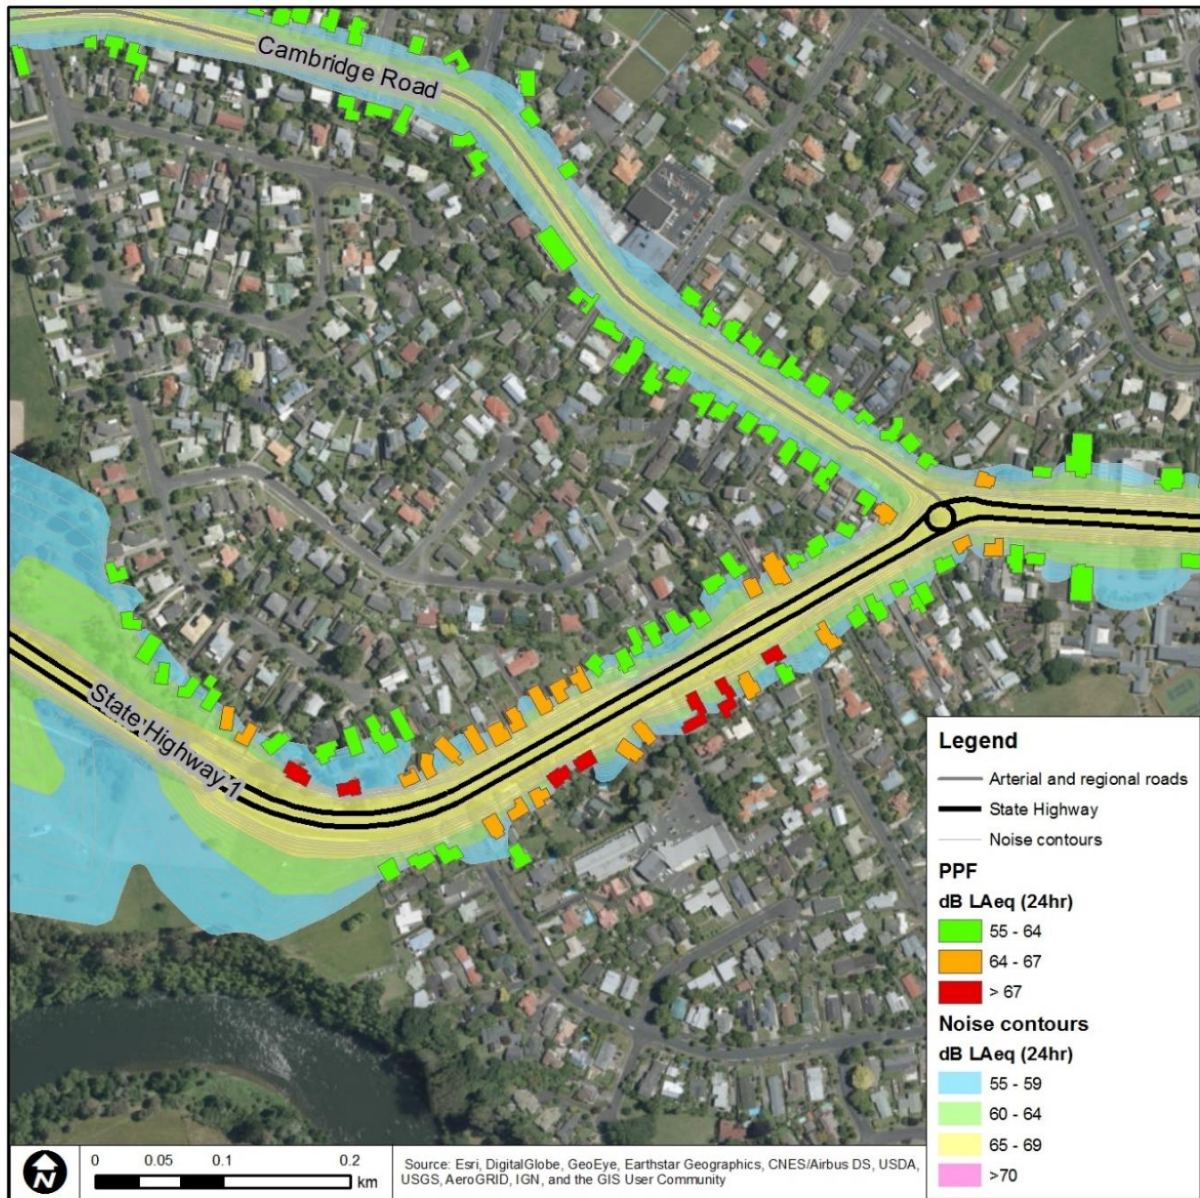 Cambridge Road
State Highway 1
Legend
Arterial and regional roads
State Highway
Noise contours
PPF
dB LAeq (24hr)
55 - 64
64 - 67
> 67
Noise contours
dB LAeq (24hr)
55 - 59
60 - 64
65 - 69
>70
N
0 0.05 0.1 0.2
km
Source: Esri, DigitalGlobe, GeoEye, Earthstar Geographics, CNES/Airbus DS, USDA,
USGS, AeroGRID, IGN, and the GIS User Community